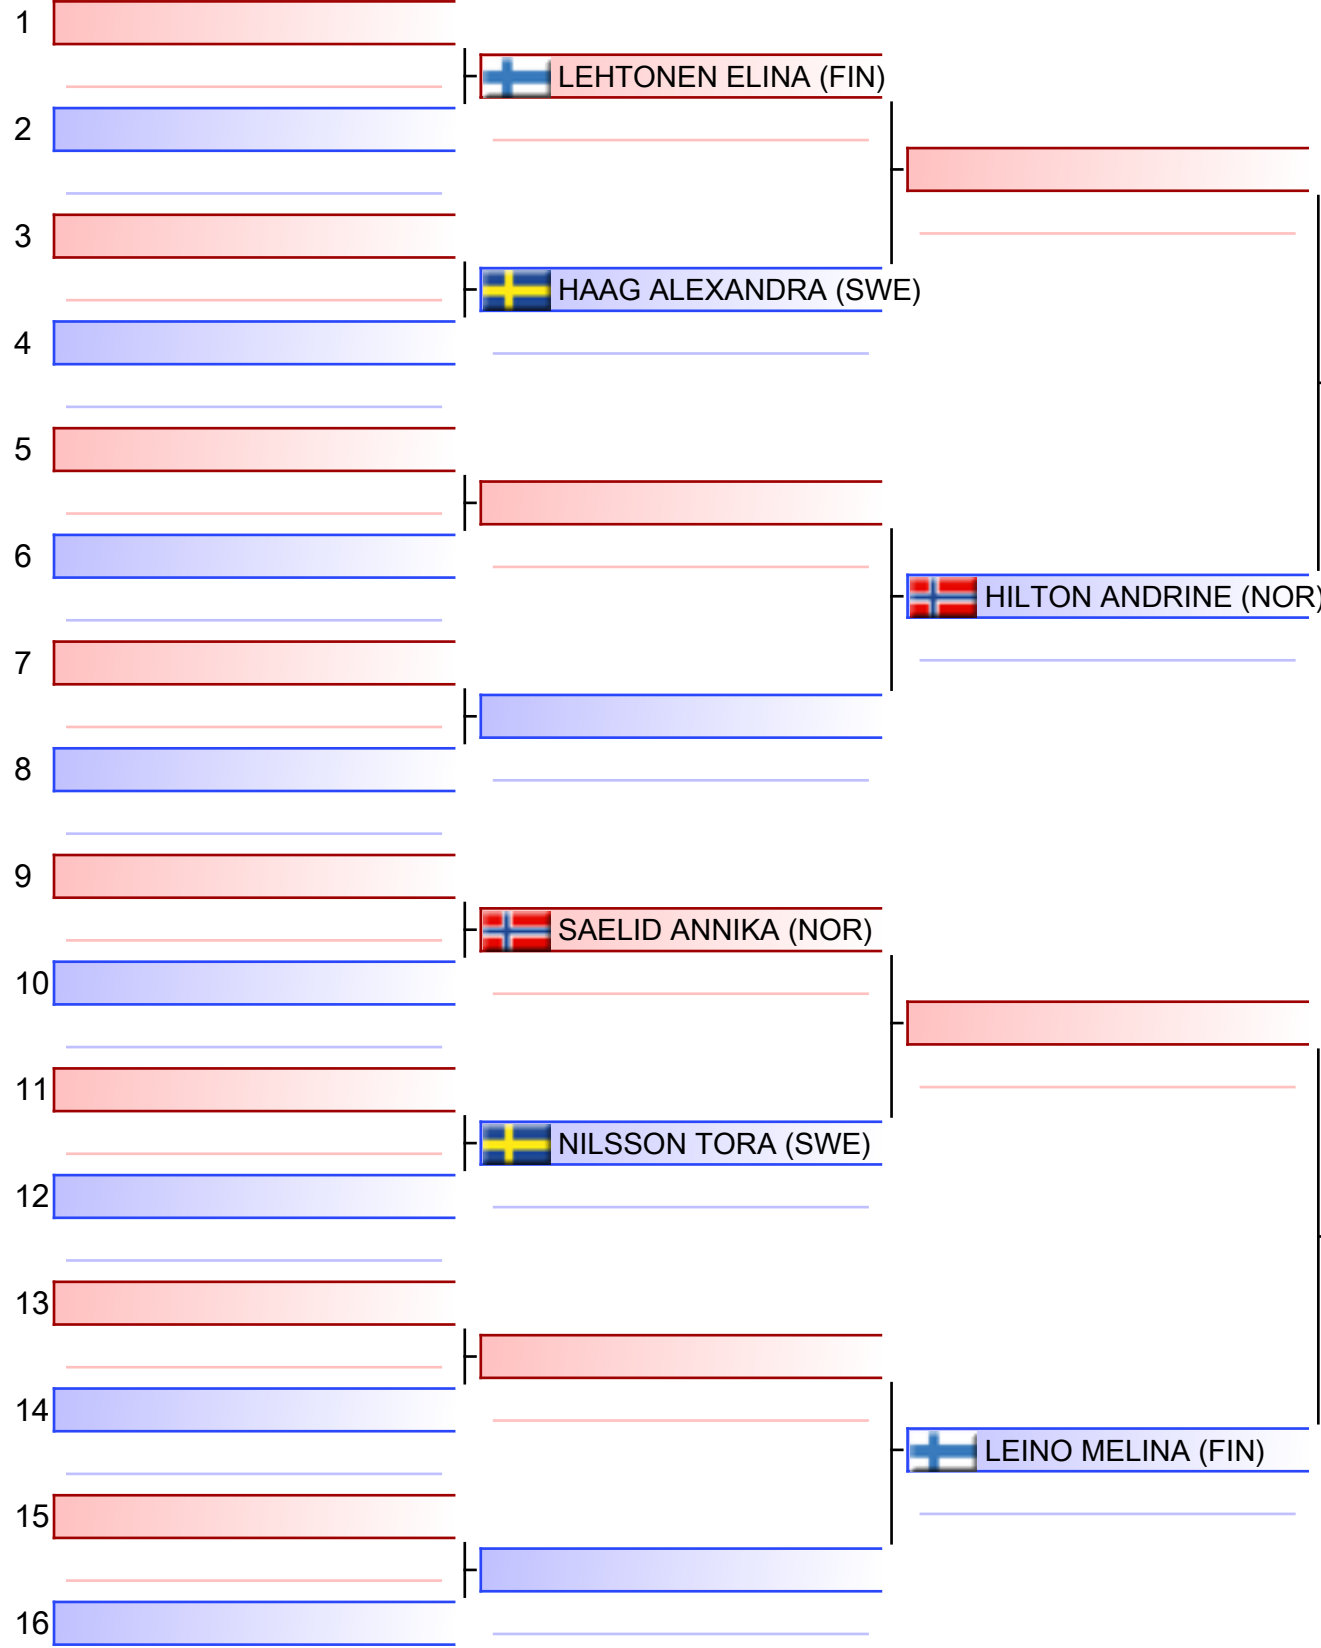 1
LEHTONEN ELINA (FIN)
2
3
HAAG ALEXANDRA (SWE)
4
5
6
HILTON ANDRINE (NOR)
7
8
9
SAELID ANNIKA (NOR)
10
11
NILSSON TORA (SWE)
12
13
14
LEINO MELINA (FIN)
15
16